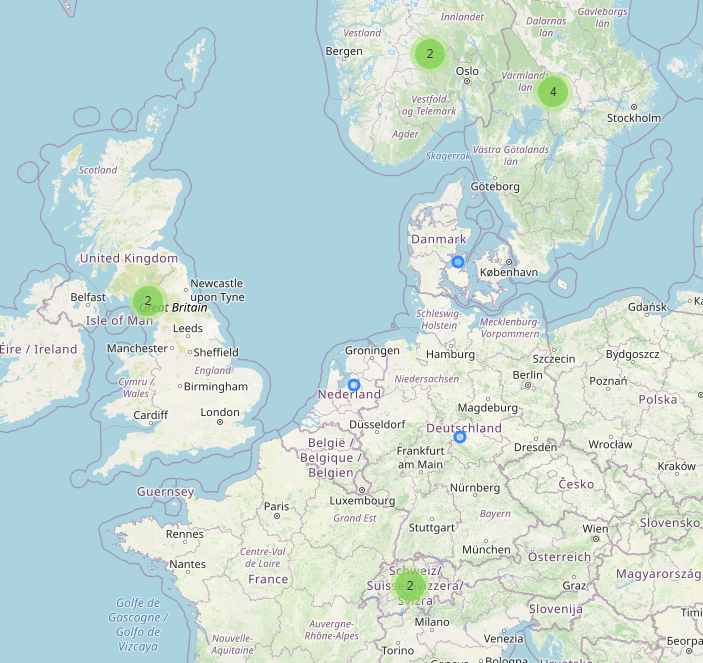 Innlandet
Gävleborgs
län
Dalarnas
län
Vestland
Bergen
2
Oslo
Värmlands
län
4
Vestfold
og Telemark
Stockholm
Agder
Skagerrak
Västra Götalands
län
Göteborg
Scotland
Danmark
København
United Kingdom
Newcastle
upon Tyne
Belfast
2
Great Britain
Isle of Man
Leeds
Éire / Ireland
Manchester
Sheffield
England
Cymru /
Wales
Birmingham
Cardiff
London
Schleswig-
Holstein
Mecklenburg-
Vorpommern
Gdańsk
Groningen
Hamburg
Szczecin
Bydgoszcz
Niedersachsen
Berlin
Poznań
Nederland
Polska
Magdeburg
Düsseldorf
Deutschland
België /
Belgique /
Belgien
Frankfurt
am Main
Dresden
Wrocław
Kraków
Guernsey
Luxembourg
Nürnberg
Česko
Paris
Grand Est
Bayern
Rennes
Stuttgart
Wien
Slovensko
Centre-Val
de Loire
Nantes
France
München
Österreich
Schweiz/
Suisse/Svizzera/
Svizra
2
Graz
Magyarország
Golfe de
Gascogne /
Golfo de
Vizcaya
Slovenija
Milano
Auvergne-
Rhône-Alpes
Nouvelle-
Aquitaine
Torino
Venezia
Bologna